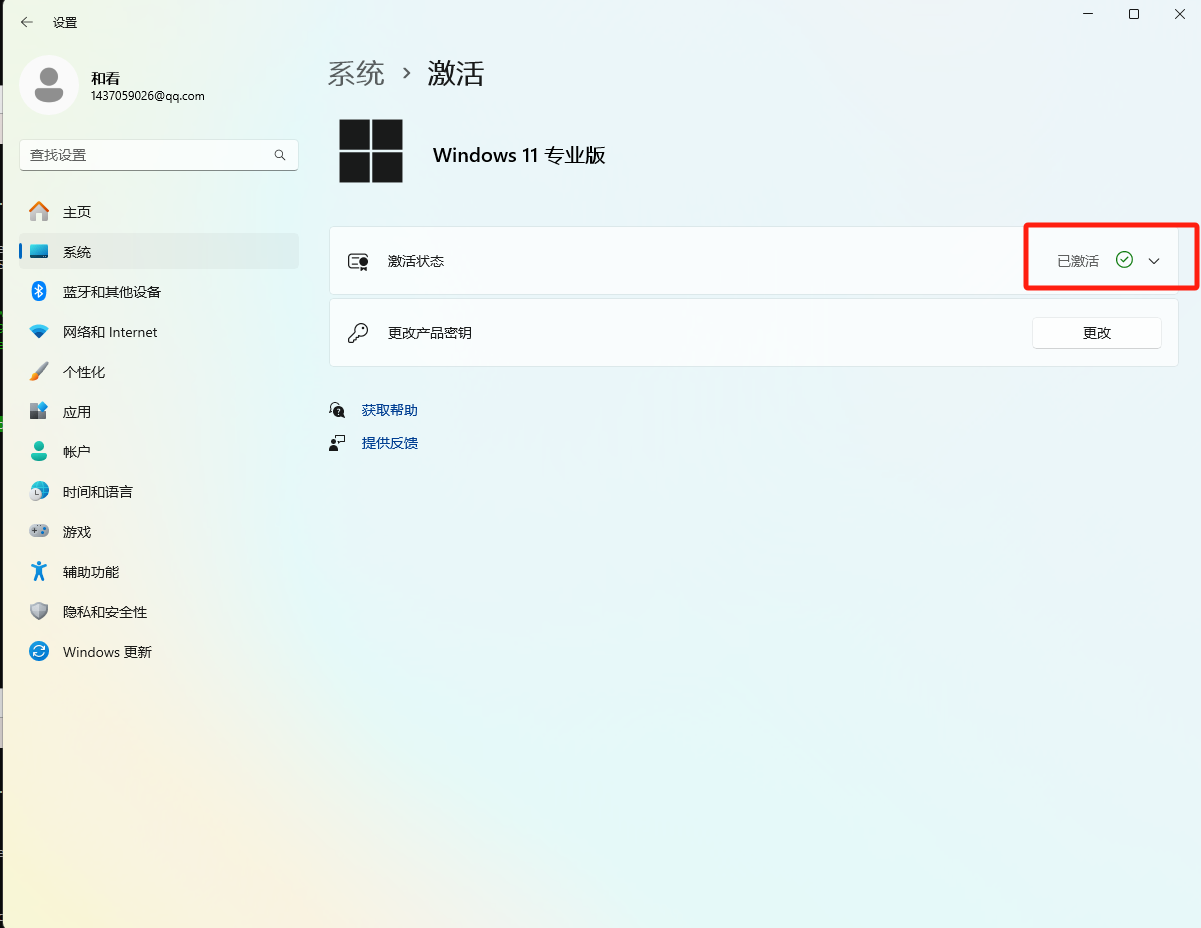 设置
和看
1437059026@qq.com
查找设置
主页
系统
蓝牙和其他设备
网络和 Internet
个性化
应用
帐户
时间和语言
游戏
辅助功能
隐私和安全性
Windows 更新
系统 › 激活
Windows 11 专业版
激活状态
已激活
更改产品密钥
更改
获取帮助
提供反馈